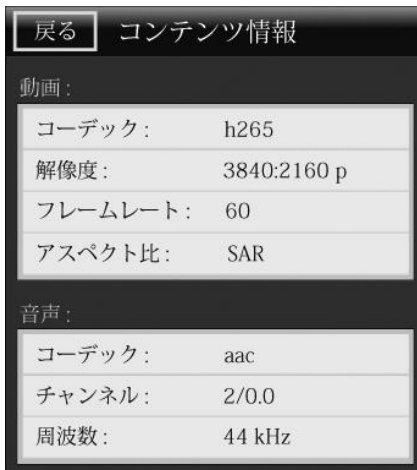 戻る コンテンツ情報
動画 :
コーデック : h265
解像度 : 3840:2160 p
フレームレート : 60
アスペクト比 : SAR
音声 :
コーデック : aac
チャンネル : 2/0.0
周波数 : 44 kHz